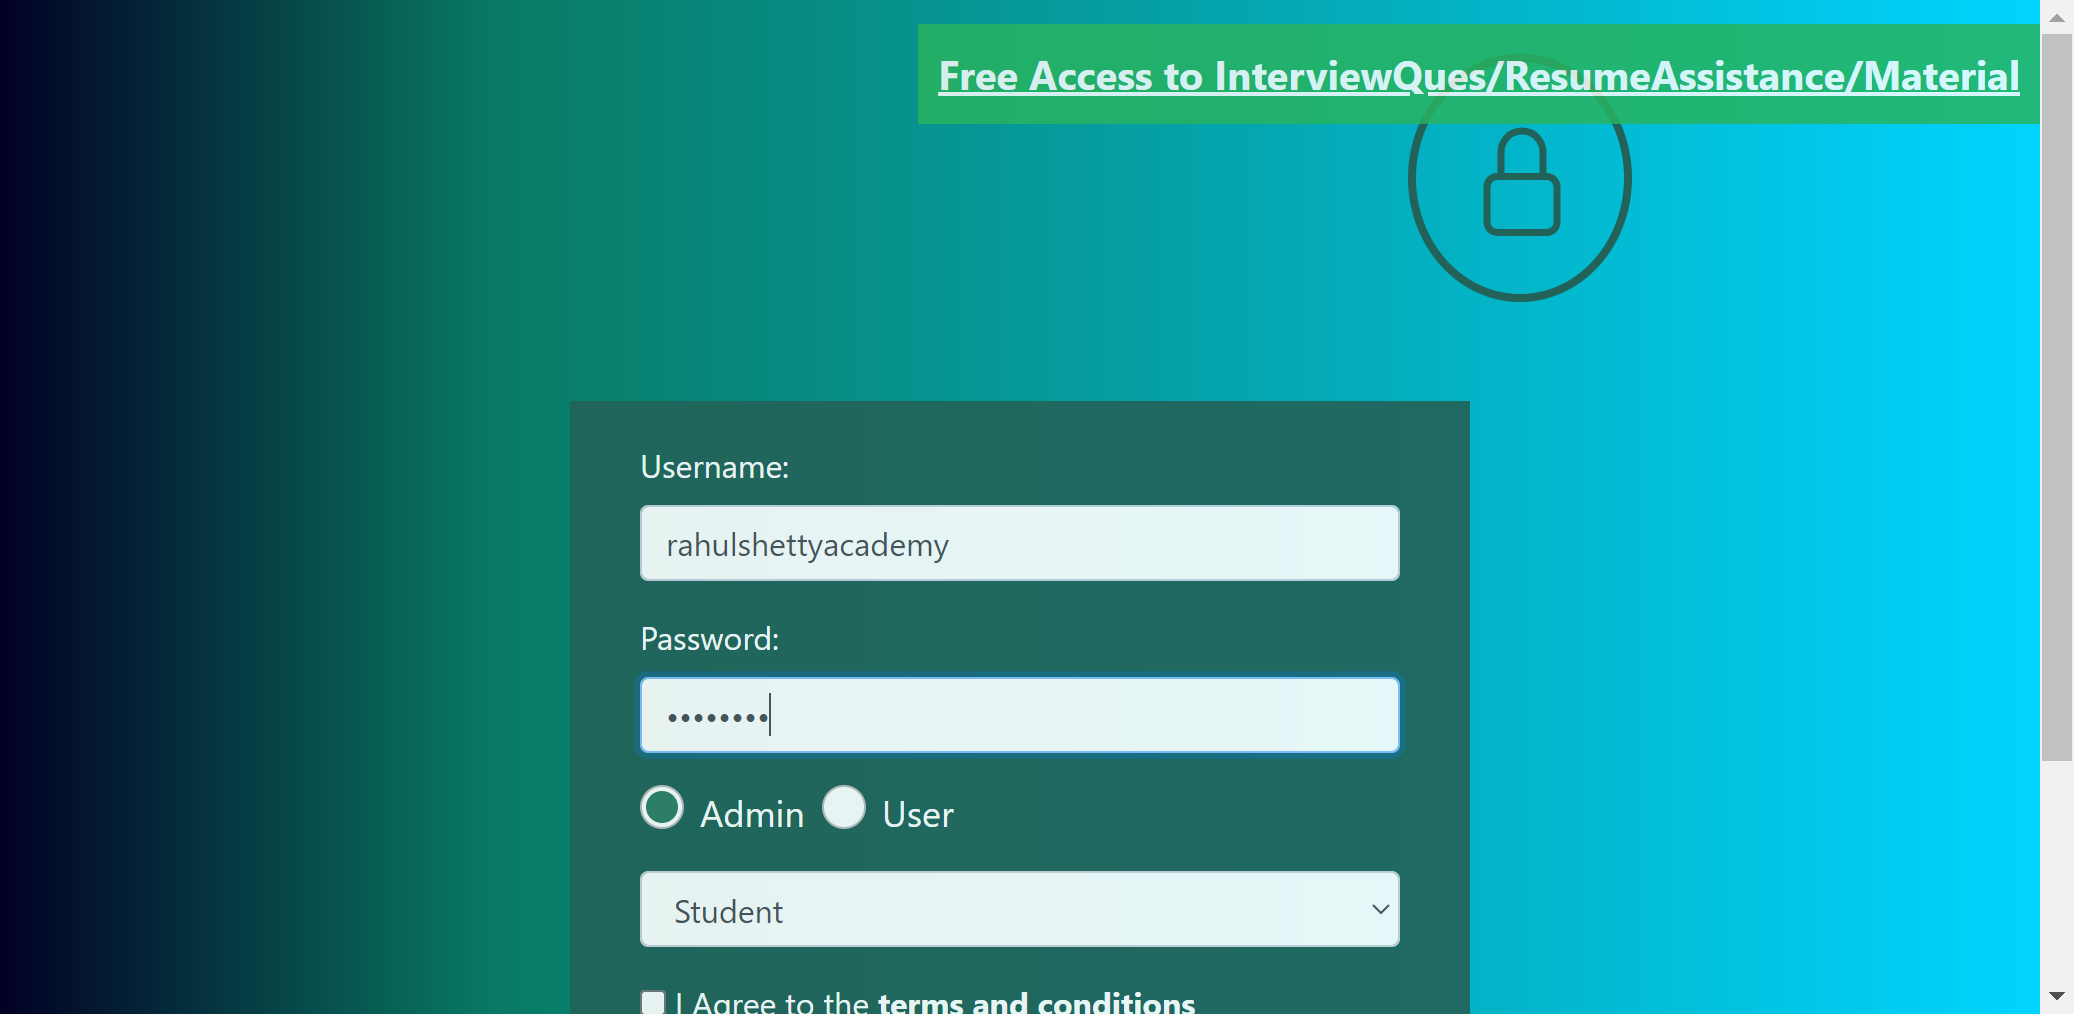 Free Access to InterviewQues/ResumeAssistance/Material
Username:
rahulshettyacademy
Password:
••••••••
Admin User
Student
I Agree to the terms and conditions